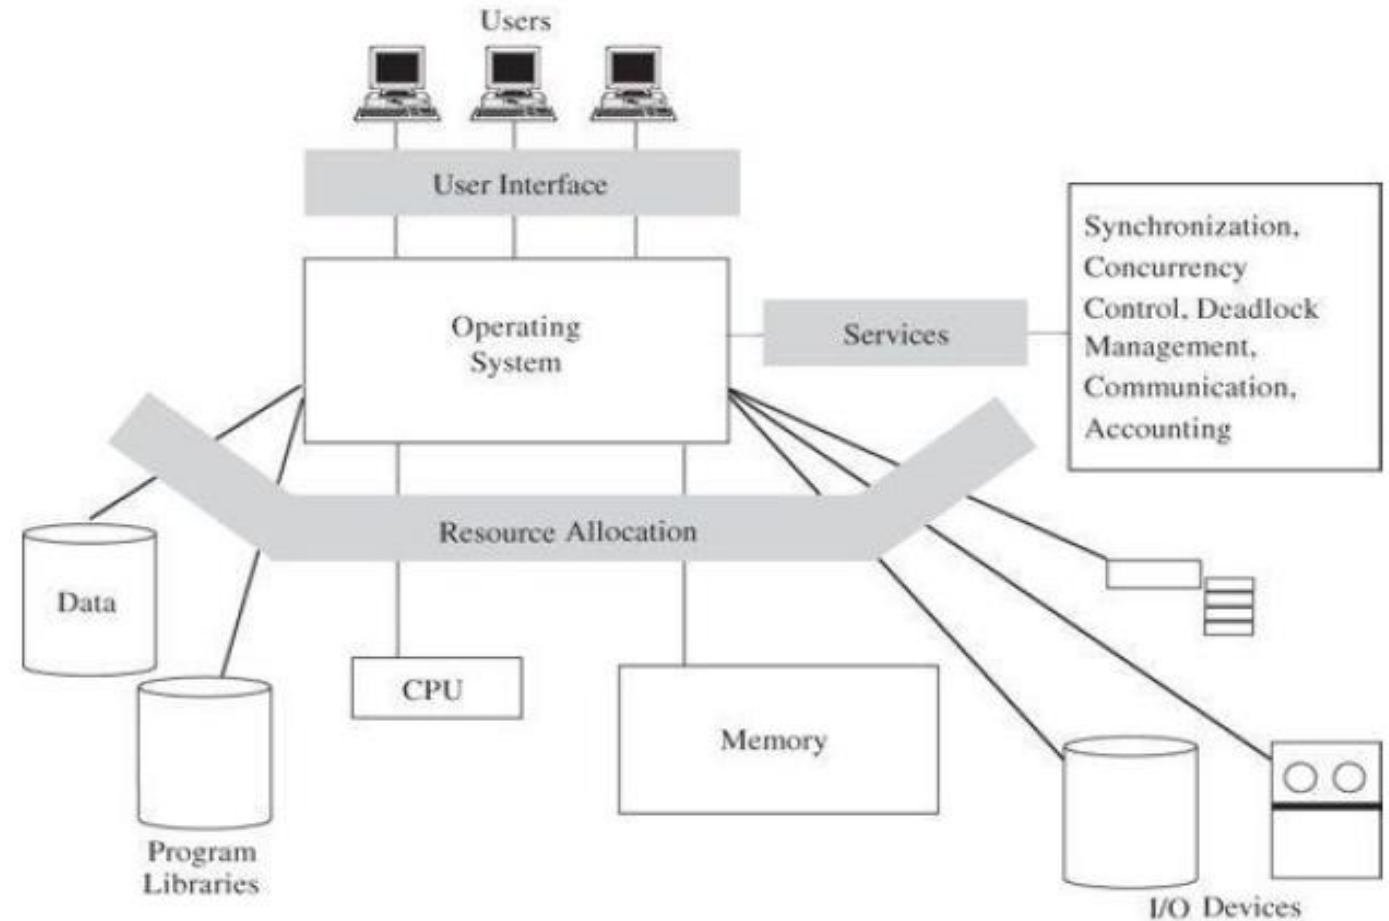 Users
User Interface
Operating
System
Services
Synchronization,
Concurrency
Control, Deadlock
Management,
Communication,
Accounting
Resource Allocation
Data
CPU
Memory
Program
Libraries
I/O Devices